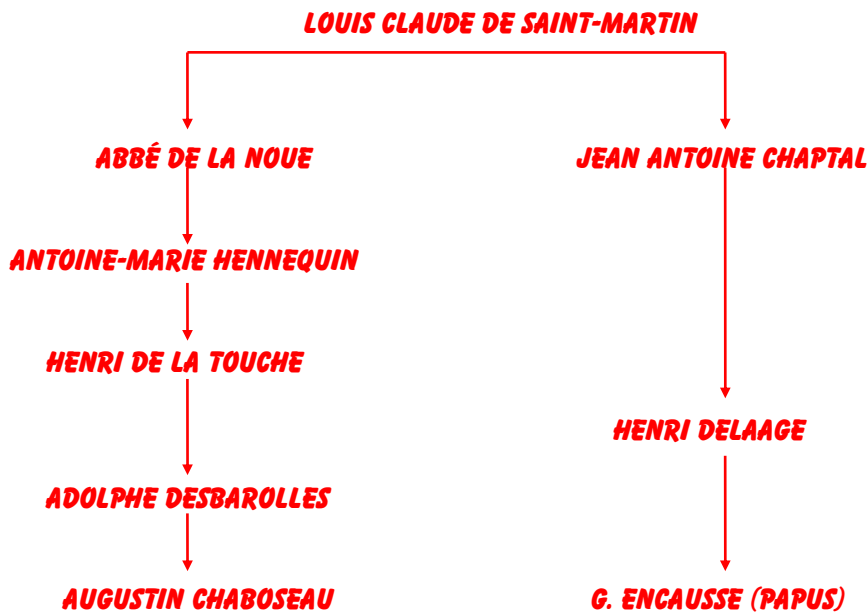 LOUIS CLAUDE DE SAINT-MARTIN
ABBÉ DE LA NOUE
JEAN ANTOINE CHAPTAL
ANTOINE-MARIE HENNEQUIN
HENRI DE LA TOUCHE
HENRI DELAAGE
ADOLPHE DESBAROLLES
AUGUSTIN CHABOSEAU
G. ENCAUSSE (PAPUS)